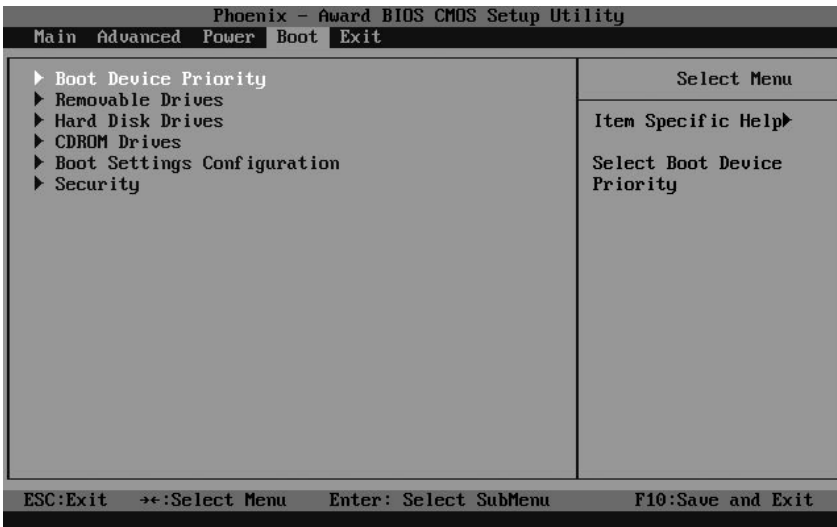 Phoenix - Award BIOS CMOS Setup Utility
Main Advanced Power Boot Exit
Boot Device Priority
Removable Drives
Hard Disk Drives
CDROM Drives
Boot Settings Configuration
Security
Select Menu
Item Specific Help
Select Boot Device
Priority
ESC:Exit →←:Select Menu Enter: Select SubMenu F10:Save and Exit